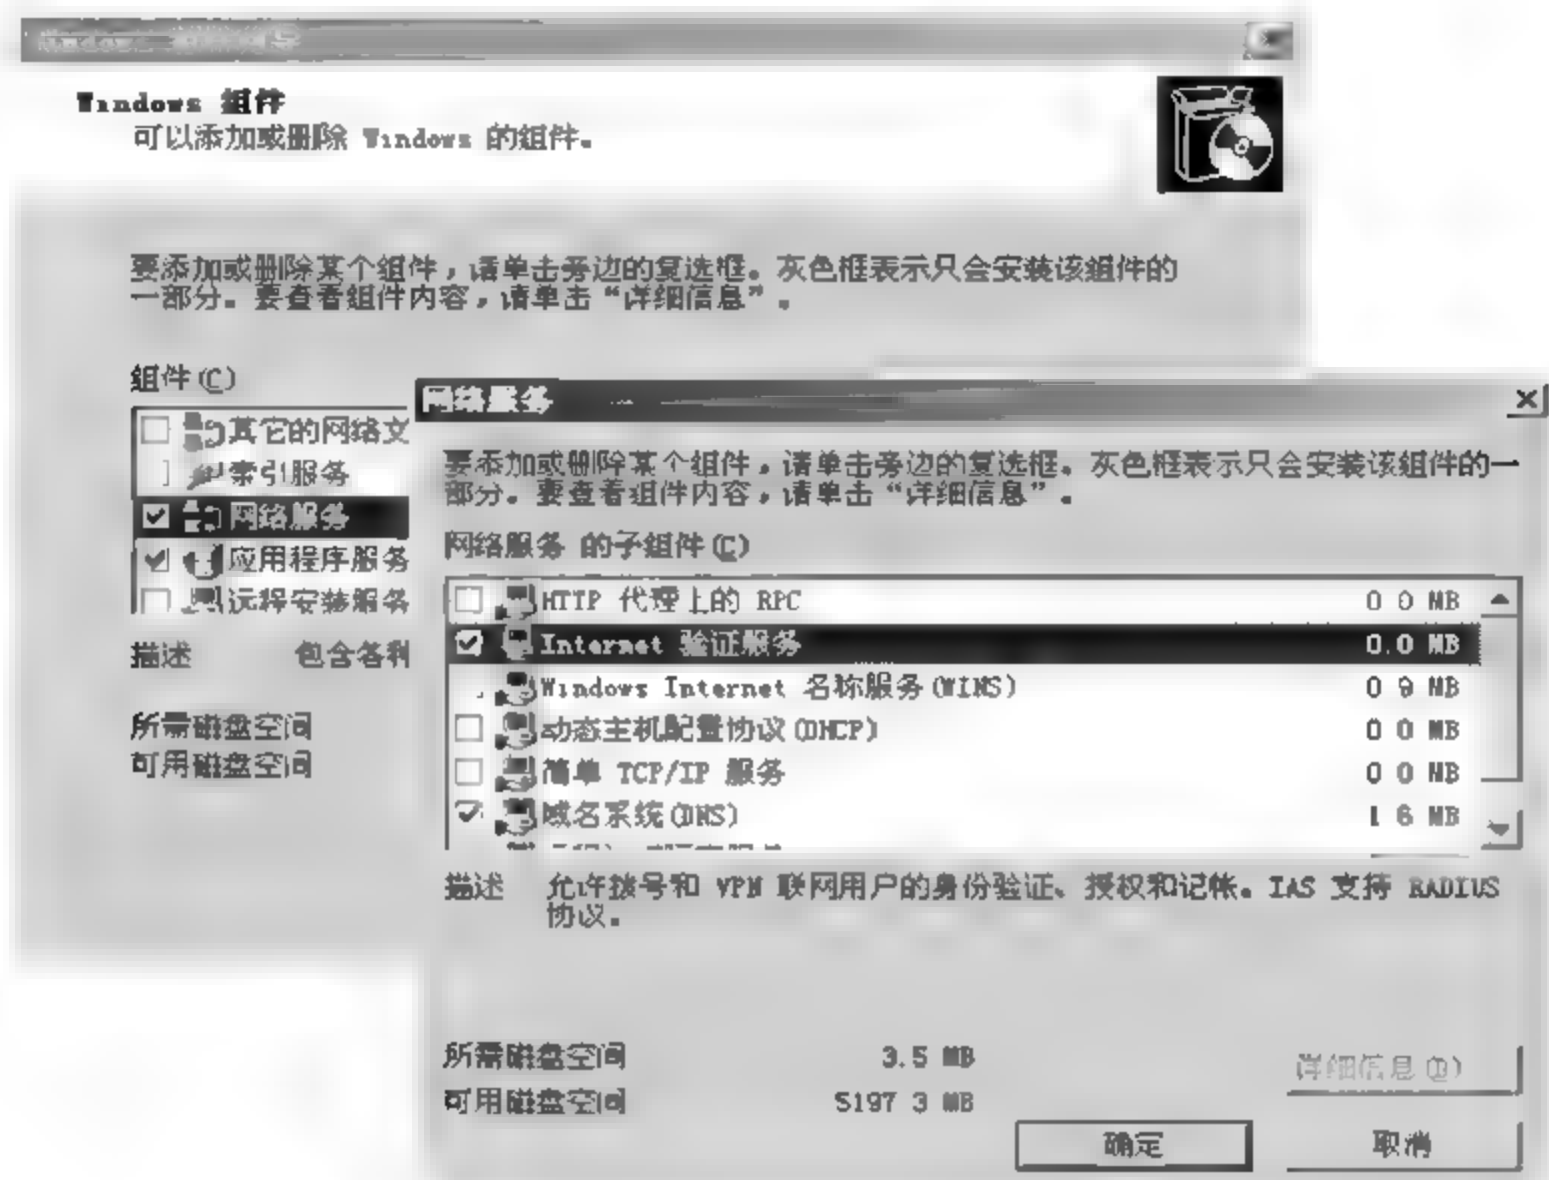 Windows 组件向导
Windows 组件
可以添加或删除 Windows 的组件。
要添加或删除某个组件，请单击旁边的复选框。灰色框表示只会安装该组件的
一部分。要查看组件内容，请单击“详细信息”。
组件(C)
其它的网络文
索引服务
网络服务
应用程序服务
远程安装服务
描述 包含各种
所需磁盘空间
可用磁盘空间
网络服务
要添加或删除某个组件，请单击旁边的复选框。灰色框表示只会安装该组件的一
部分。要查看组件内容，请单击“详细信息”。
网络服务 的子组件(C)
HTTP 代理上的 RPC 0 0 MB
Internet 验证服务 0.0 MB
Windows Internet 名称服务(WINS) 0 9 MB
动态主机配置协议(DHCP) 0 0 MB
简单 TCP/IP 服务 0 0 MB
域名系统(DNS) 1 6 MB
描述 允许拨号和 VPN 联网用户的身份验证、授权和记帐。IAS 支持 RADIUS
协议。
所需磁盘空间 3.5 MB
可用磁盘空间 5197 3 MB
详细信息(D)
确定 取消